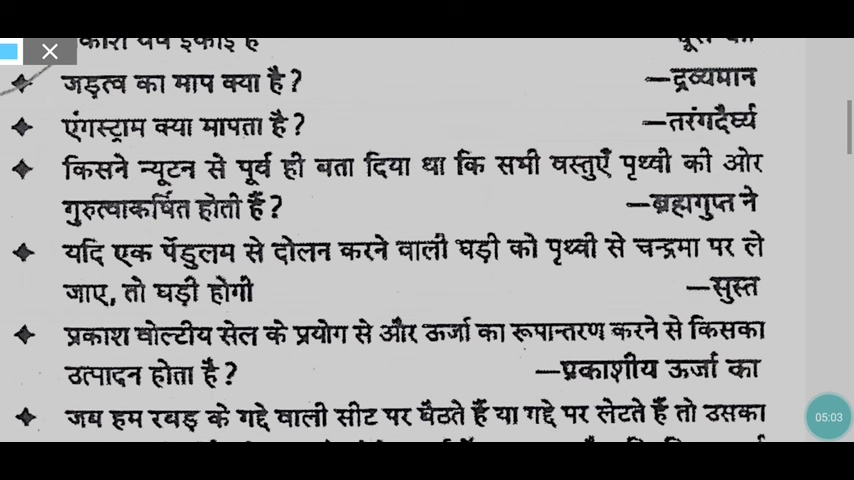 इकाई है
✦ जड़त्व का माप क्या है? —द्रव्यमान
✦ एंगस्ट्राम क्या मापता है? —तरंगदैर्घ्य
✦ किसने न्यूटन से पूर्व ही बता दिया था कि सभी वस्तुएँ पृथ्वी की ओर
गुरुत्वाकर्षित होती हैं? —ब्रह्मगुप्त ने
✦ यदि एक पेंडुलम से दोलन करने वाली घड़ी को पृथ्वी से चन्द्रमा पर ले
जाए, तो घड़ी होगी —सुस्त
✦ प्रकाश वोल्टीय सेल के प्रयोग से और ऊर्जा का रूपान्तरण करने से किसका
उत्पादन होता है? —प्रकाशीय ऊर्जा का
✦ जब हम रबड़ के गद्दे वाली सीट पर बैठते हैं या गद्दे पर लेटते हैं तो उसका
05:03